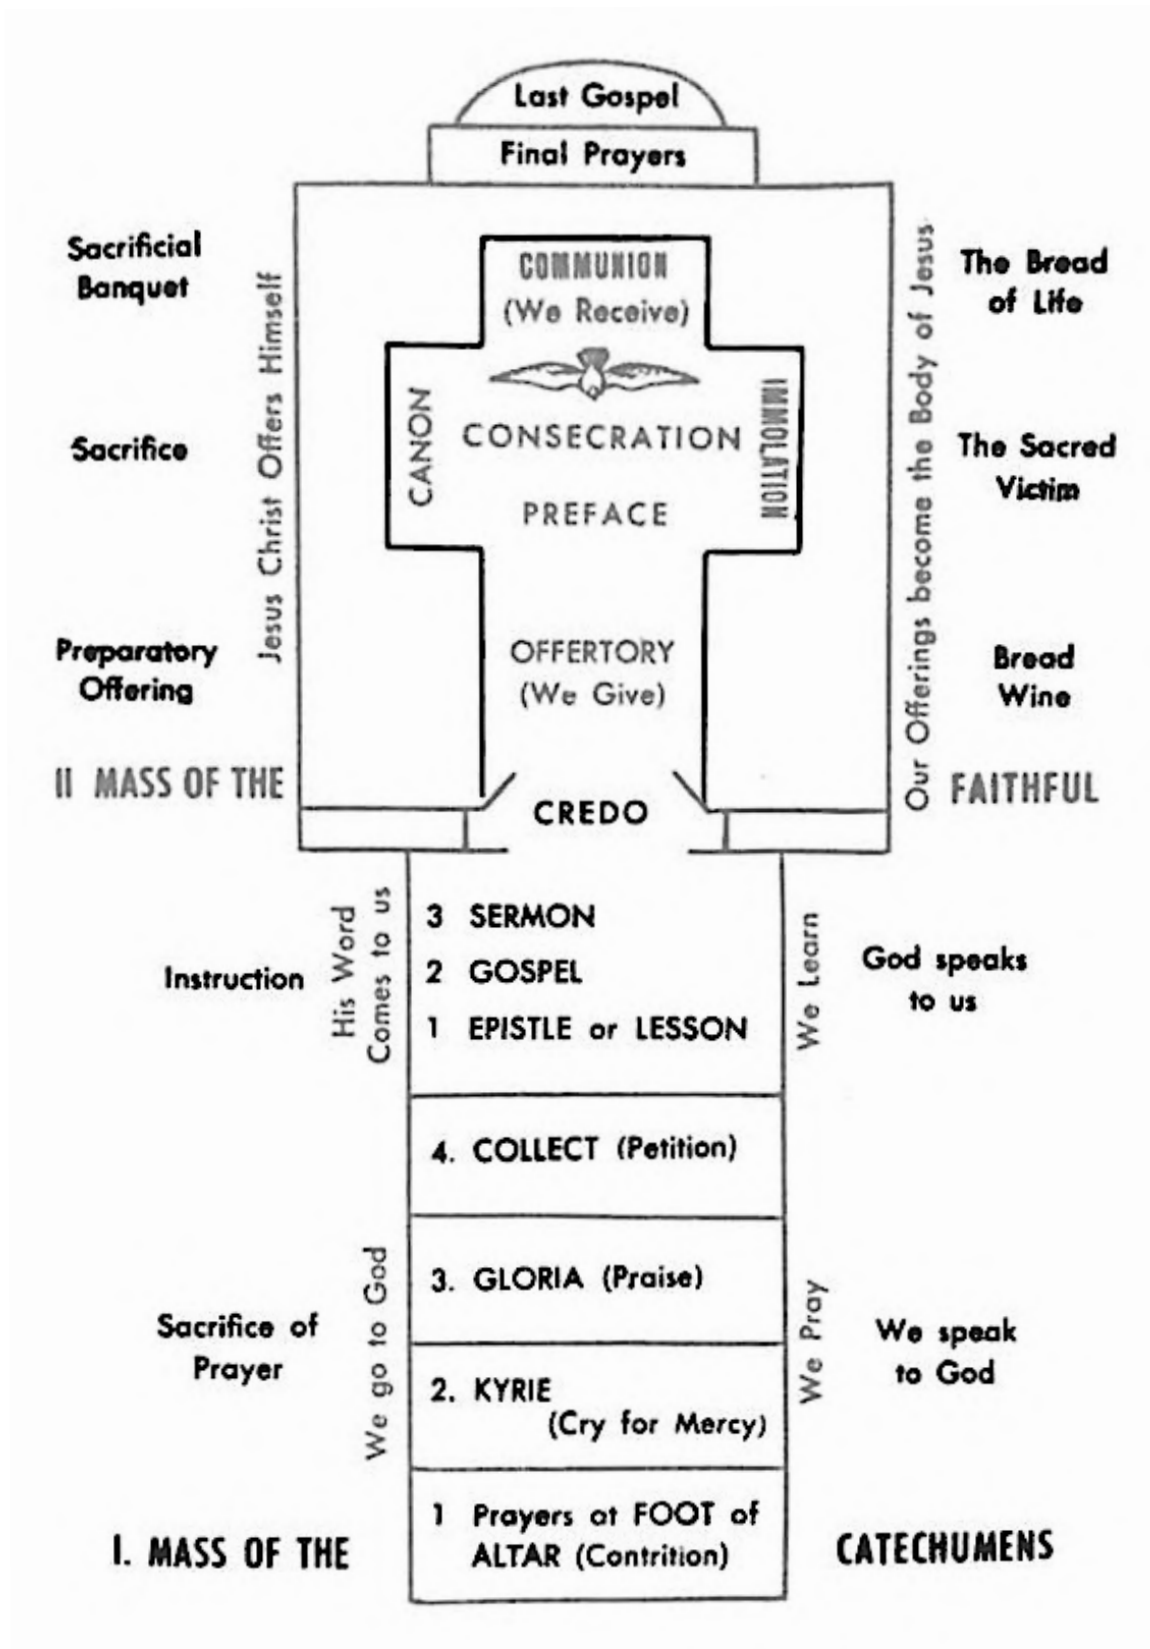 Last Gospel
Final Prayers
Sacrificial
Banquet
Jesus Christ Offers Himself
COMMUNION
(We Receive)
Our Offerings become the Body of Jesus
The Bread
of Life
Sacrifice
CANON
CONSECRATION
IMMOLATION
The Sacred
Victim
PREFACE
Preparatory
Offering
OFFERTORY
(We Give)
Bread
Wine
II MASS OF THE
FAITHFUL
CREDO
Instruction
His Word
Comes to us
3 SERMON
2 GOSPEL
1 EPISTLE or LESSON
We Learn
God speaks
to us
4. COLLECT (Petition)
Sacrifice of
Prayer
We go to God
3. GLORIA (Praise)
2. KYRIE
(Cry for Mercy)
We Pray
We speak
to God
1 Prayers at FOOT of
ALTAR (Contrition)
I. MASS OF THE
CATECHUMENS